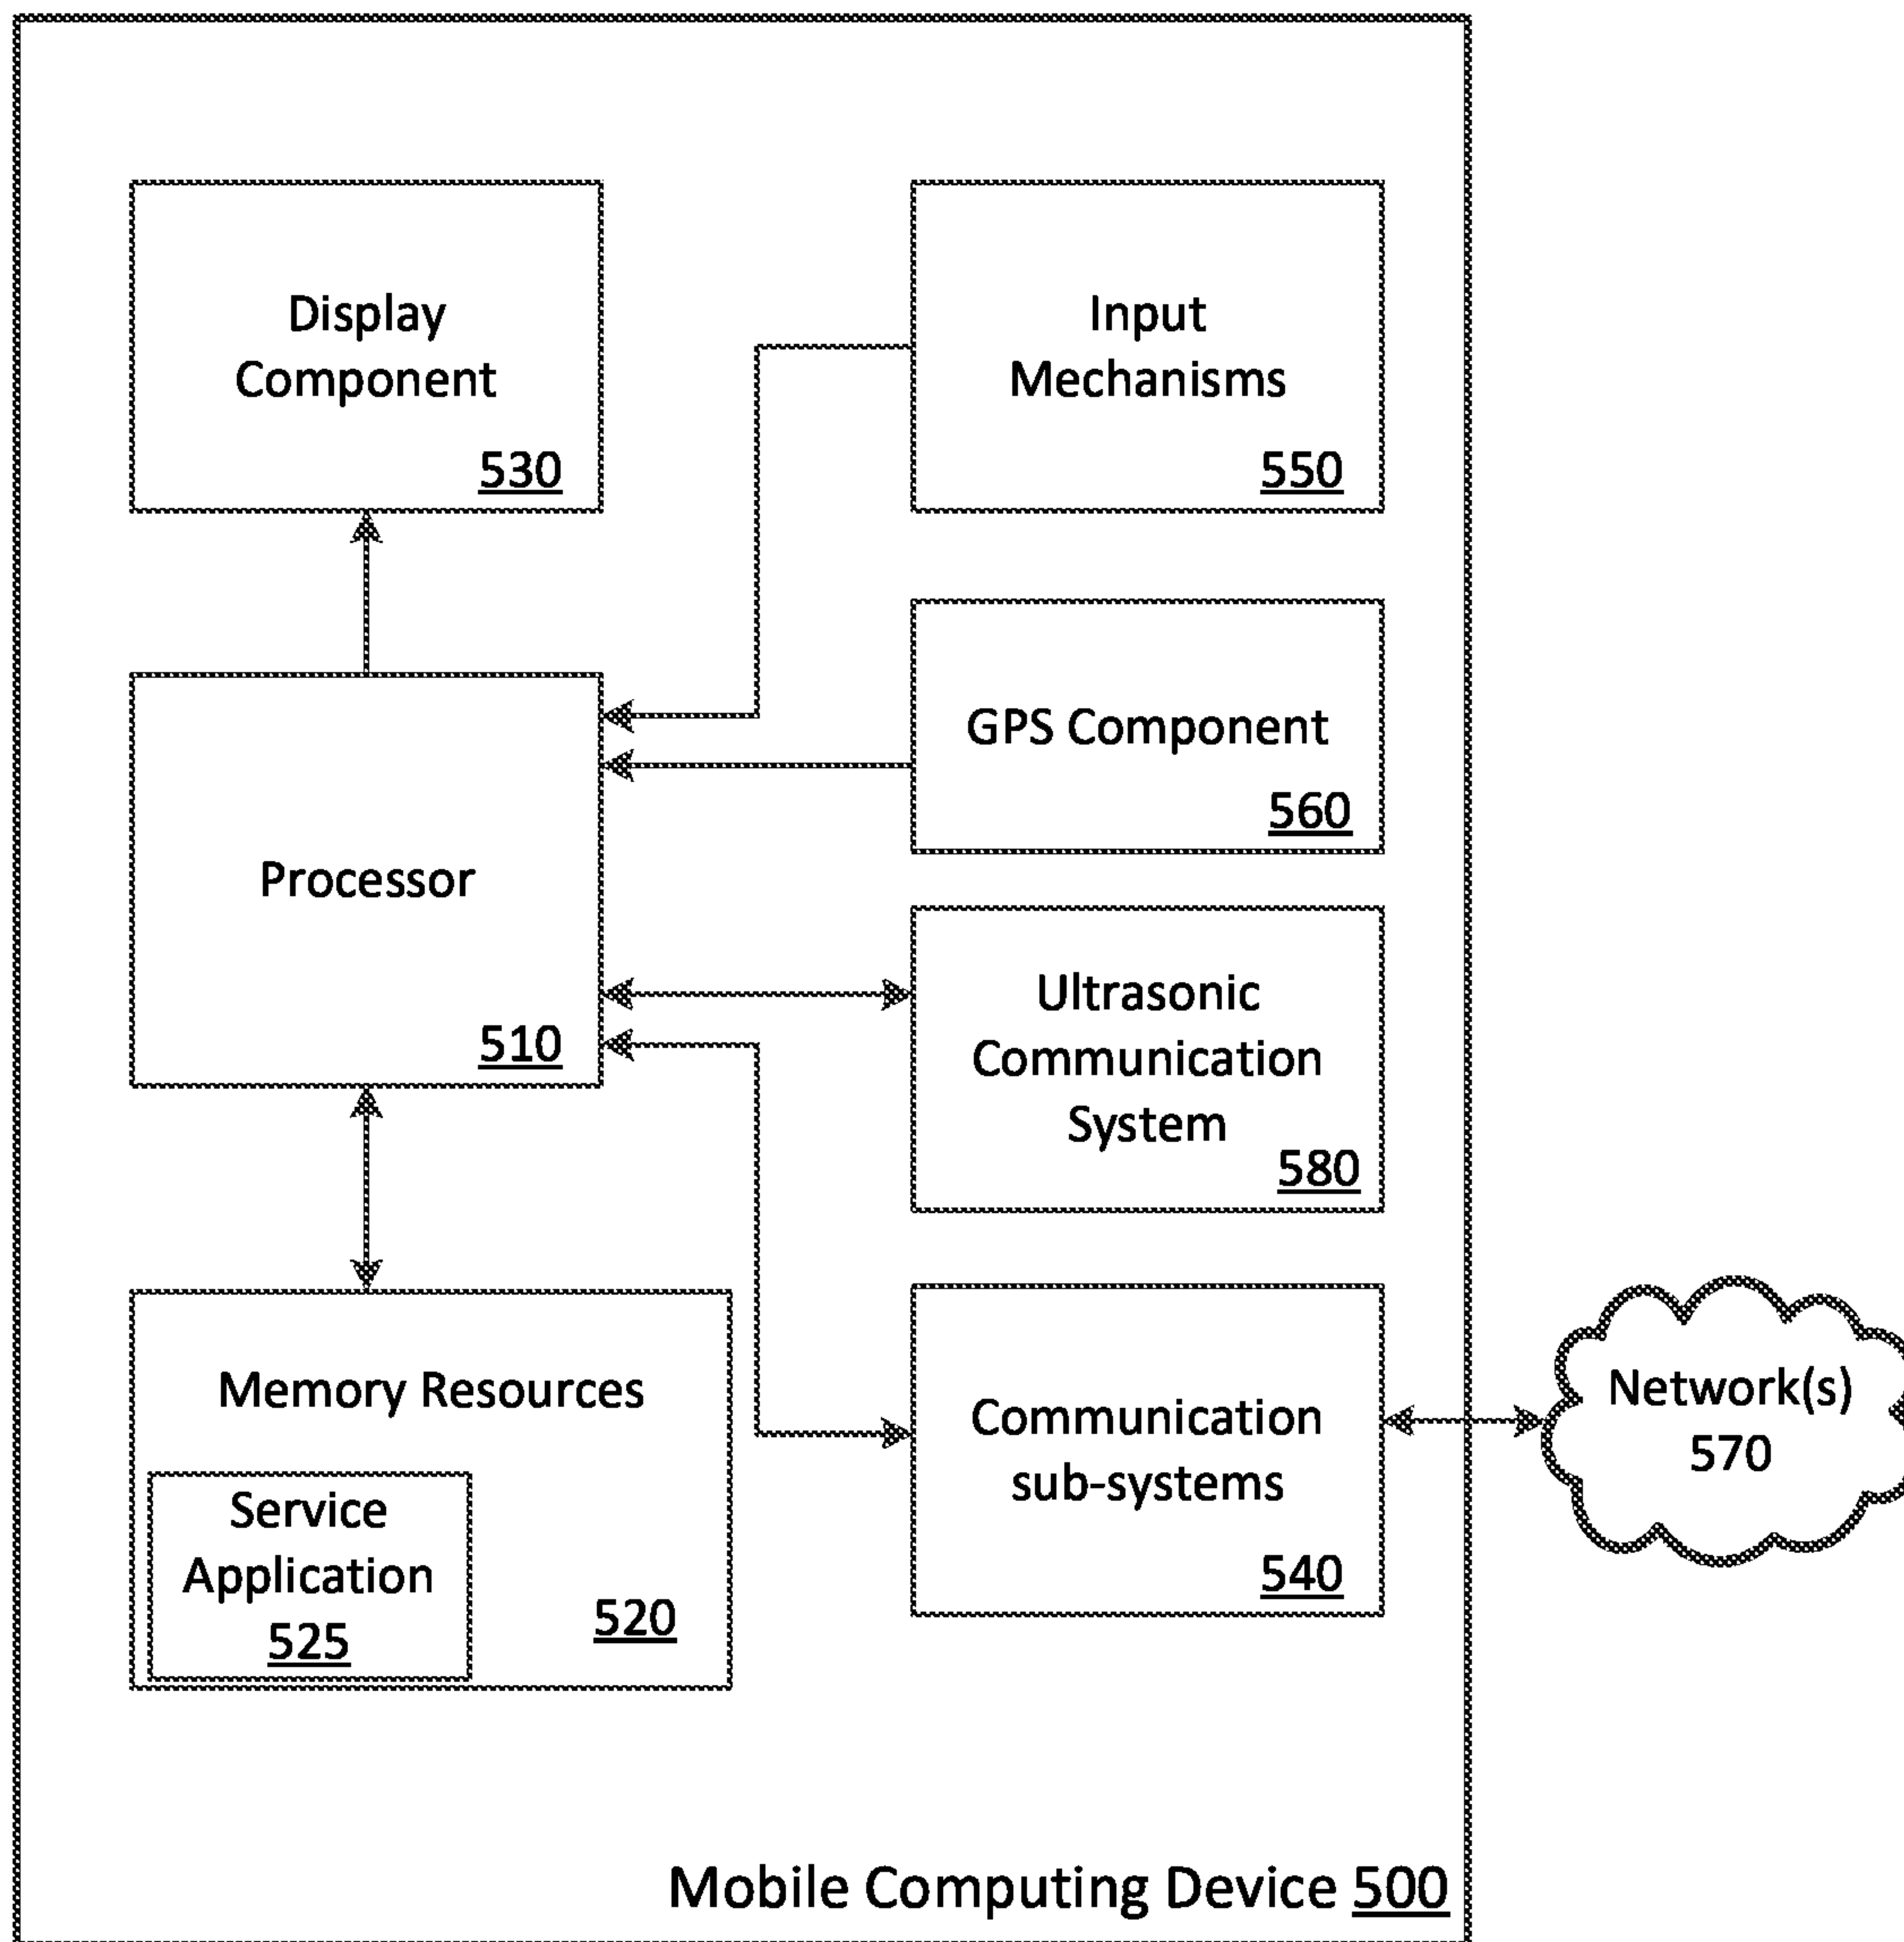 Display
Component
530
Input
Mechanisms
550
GPS Component
560
Processor
510
Ultrasonic
Communication
System
580
Memory Resources
Service
Application
525
520
Communication
sub-systems
540
Network(s)
570
Mobile Computing Device 500